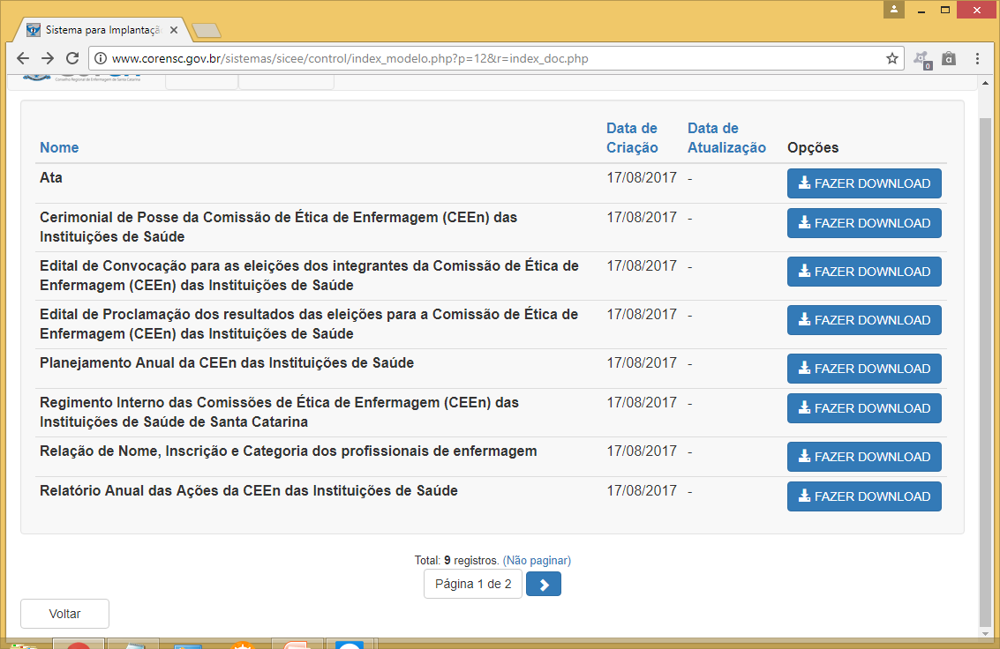 Sistema para Implantaçã
www.corensc.gov.br/sistemas/sicee/control/index_modelo.php?p=12&r=index_doc.php
0
a
Conselho Regional de Enfermagem de Santa Catarina
Nome
Data de
Criação
Data de
Atualização
Opções
Ata 17/08/2017 - FAZER DOWNLOAD
Cerimonial de Posse da Comissão de Ética de Enfermagem (CEEn) das 17/08/2017 - FAZER DOWNLOAD
Instituições de Saúde
Edital de Convocação para as eleições dos integrantes da Comissão de Ética de 17/08/2017 - FAZER DOWNLOAD
Enfermagem (CEEn) das Instituições de Saúde
Edital de Proclamação dos resultados das eleições para a Comissão de Ética de 17/08/2017 - FAZER DOWNLOAD
Enfermagem (CEEn) das Instituições de Saúde
Planejamento Anual da CEEn das Instituições de Saúde 17/08/2017 - FAZER DOWNLOAD
Regimento Interno das Comissões de Ética de Enfermagem (CEEn) das 17/08/2017 - FAZER DOWNLOAD
Instituições de Saúde de Santa Catarina
Relação de Nome, Inscrição e Categoria dos profissionais de enfermagem 17/08/2017 - FAZER DOWNLOAD
Relatório Anual das Ações da CEEn das Instituições de Saúde 17/08/2017 - FAZER DOWNLOAD
Total: 9 registros. (Não paginar)
Página 1 de 2
Voltar